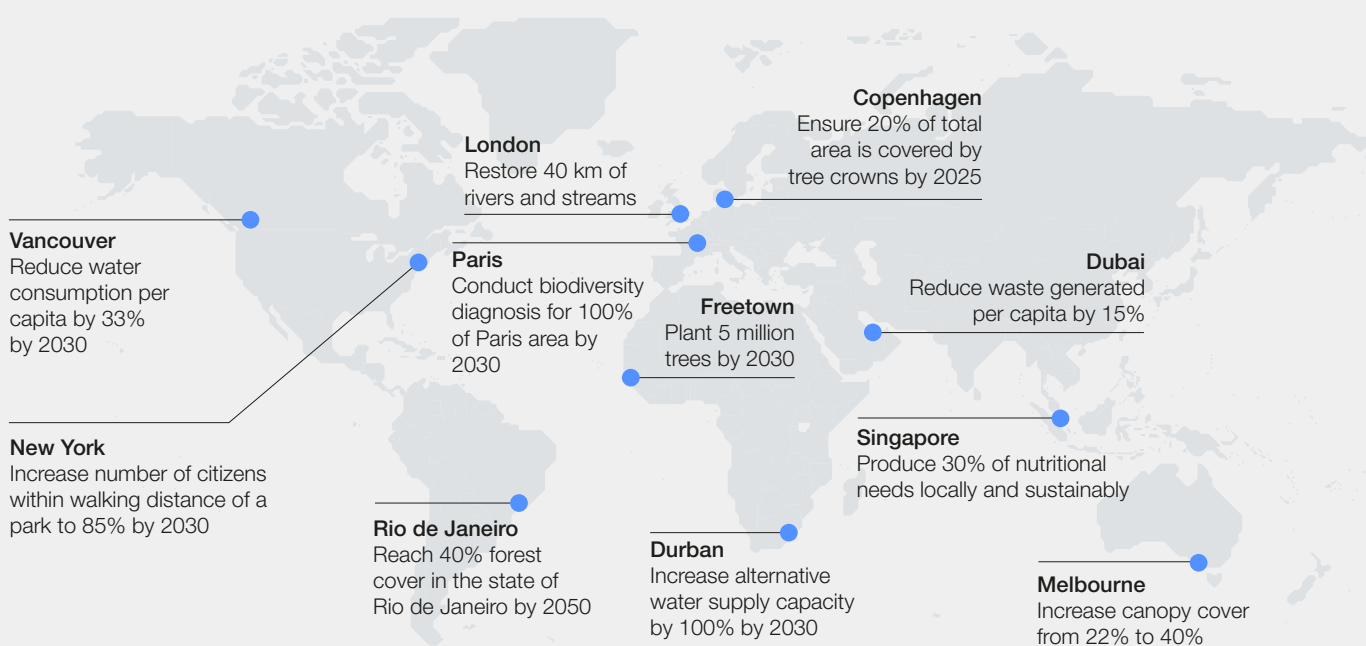 Copenhagen
Ensure 20% of total
area is covered by
tree crowns by 2025
London
Restore 40 km of
rivers and streams
Vancouver
Reduce water
consumption per
capita by 33%
by 2030
Paris
Conduct biodiversity
diagnosis for 100%
of Paris area by
2030
Dubai
Reduce waste generated
per capita by 15%
Freetown
Plant 5 million
trees by 2030
New York
Increase number of citizens
within walking distance of a
park to 85% by 2030
Singapore
Produce 30% of nutritional
needs locally and sustainably
Rio de Janeiro
Reach 40% forest
cover in the state of
Rio de Janeiro by 2050
Durban
Increase alternative
water supply capacity
by 100% by 2030
Melbourne
Increase canopy cover
from 22% to 40%